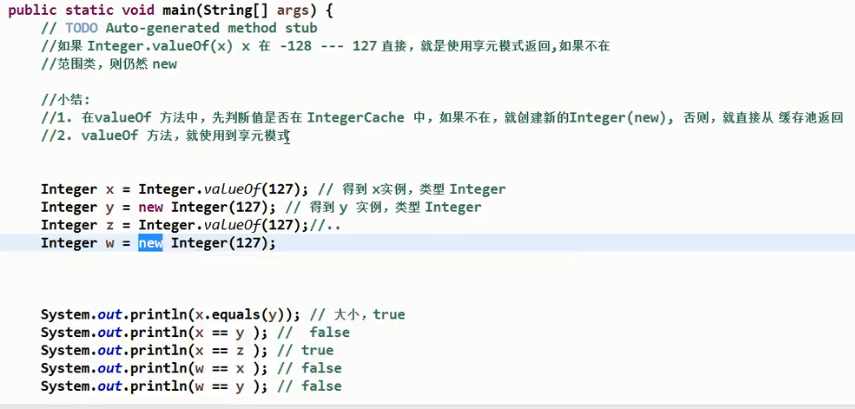 public static void main(String[] args) {
// TODO Auto-generated method stub
//如果 Integer.valueOf(x) x 在 -128 --- 127 直接，就是使用享元模式返回,如果不在
//范围类，则仍然 new
//小结:
//1. 在valueOf 方法中，先判断值是否在 IntegerCache 中，如果不在，就创建新的Integer(new), 否则，就直接从 缓存池返回
//2. valueOf 方法，就使用到享元模式
Integer x = Integer.valueOf(127); // 得到 x实例，类型 Integer
Integer y = new Integer(127); // 得到 y 实例，类型 Integer
Integer z = Integer.valueOf(127);//..
Integer w = new Integer(127);
System.out.println(x.equals(y)); // 大小，true
System.out.println(x == y ); //  false
System.out.println(x == z ); // true
System.out.println(w == x ); // false
System.out.println(w == y ); // false